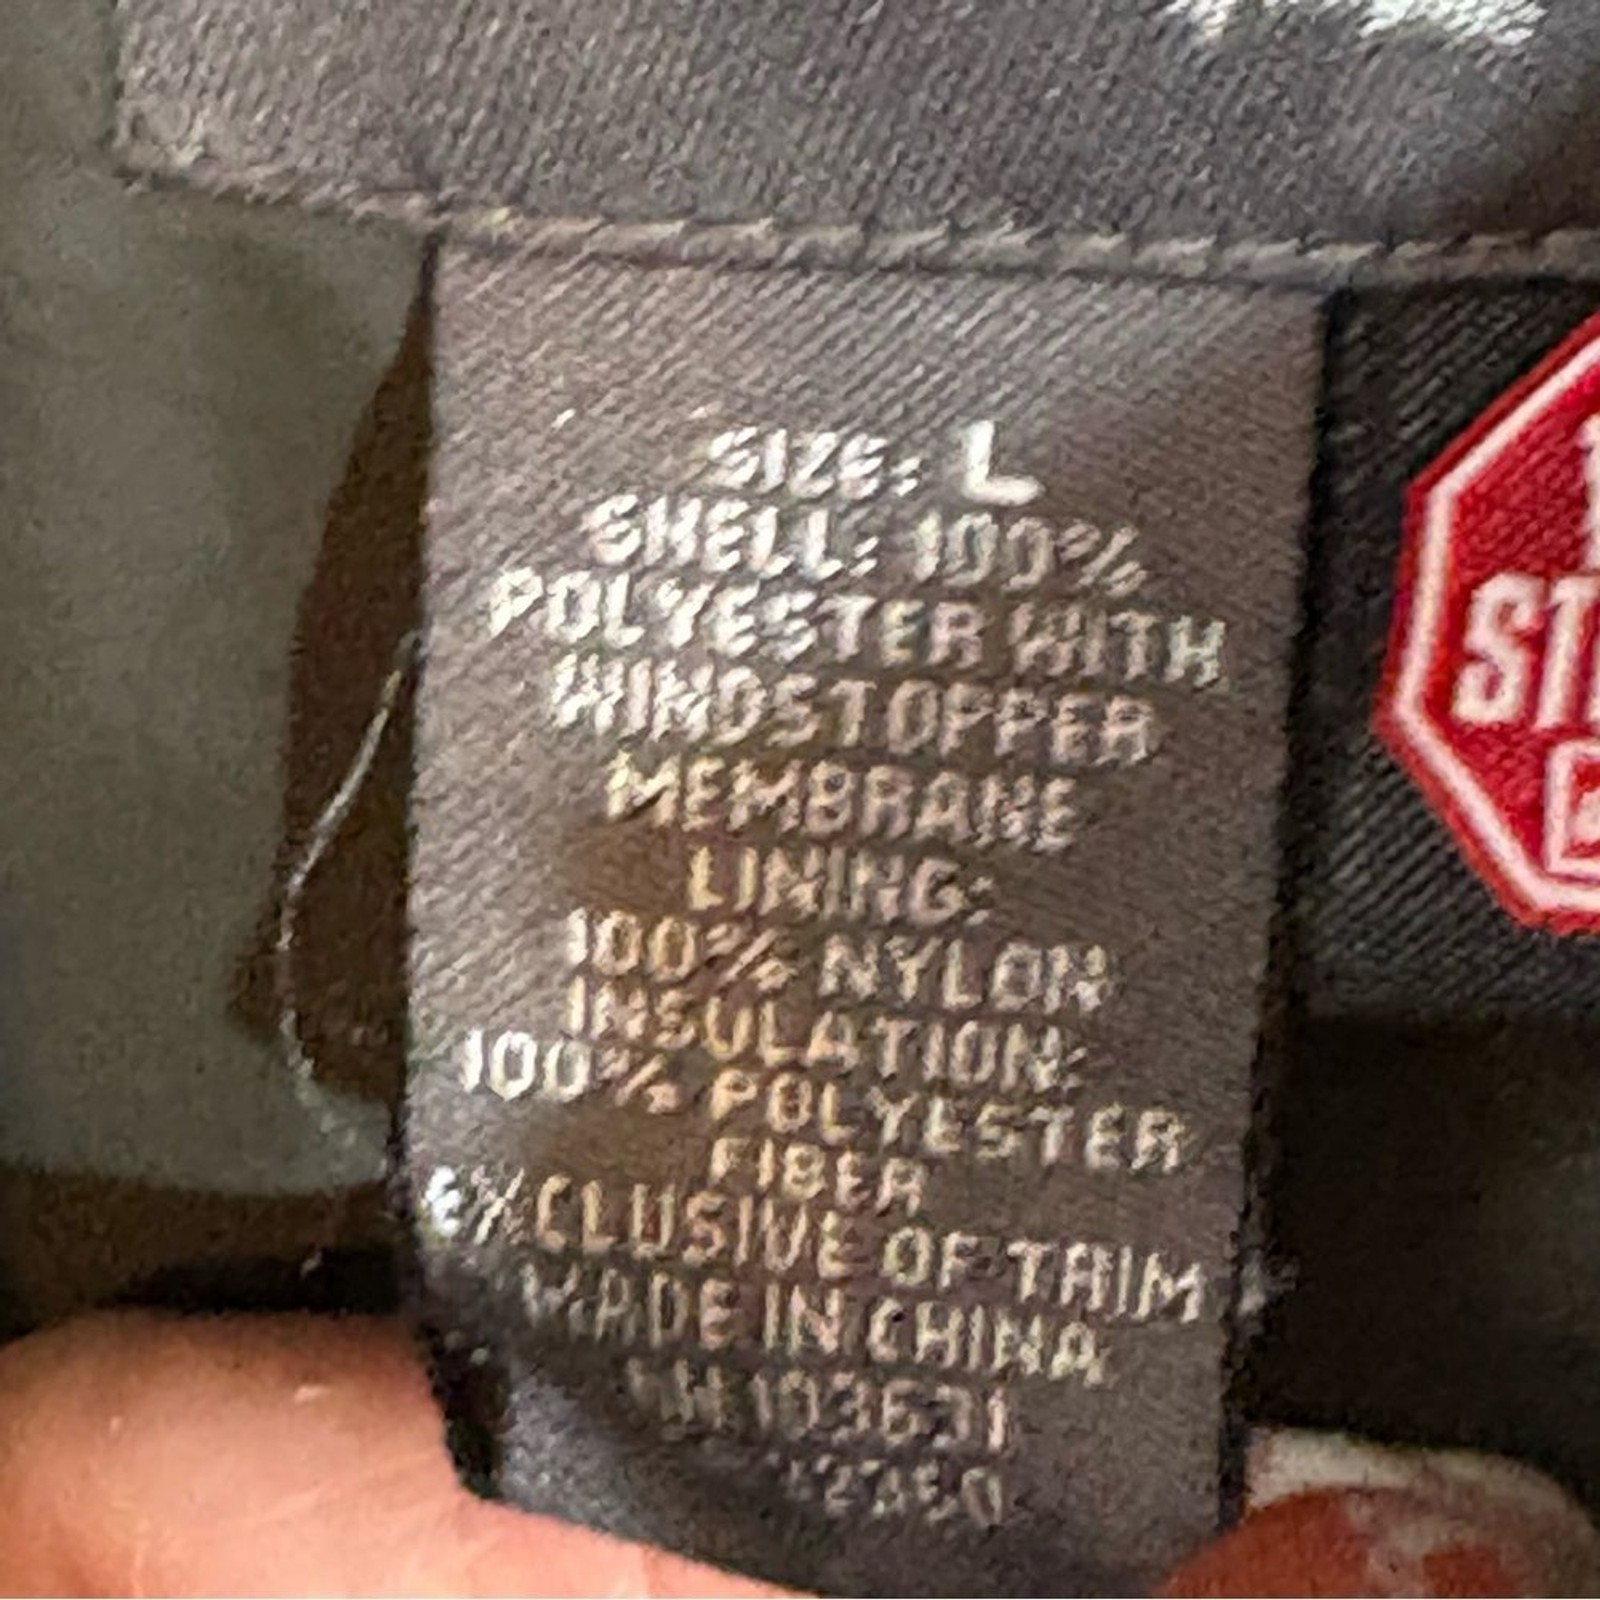 SIZE: L
SHELL: 100%
POLYESTER WITH
WINDSTOPPER
MEMBRANE
LINING:
100% NYLON
INSULATION:
100% POLYESTER
FIBER
EXCLUSIVE OF TRIM
MADE IN CHINA